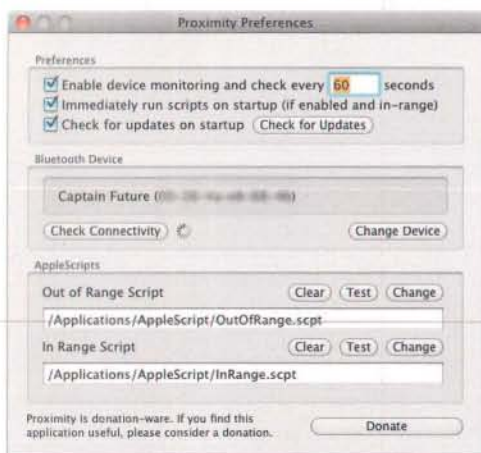 Proximity Preferences
Preferences
Enable device monitoring and check every 60 seconds
Immediately run scripts on startup (if enabled and in-range)
Check for updates on startup Check for Updates
Bluetooth Device
Captain Future (
Check Connectivity Change Device
AppleScripts
Out of Range Script Clear Test Change
/Applications/AppleScript/OutOfRange.scpt
In Range Script Clear Test Change
/Applications/AppleScript/InRange.scpt
Proximity is donation-ware. If you find this
application useful, please consider a donation. Donate